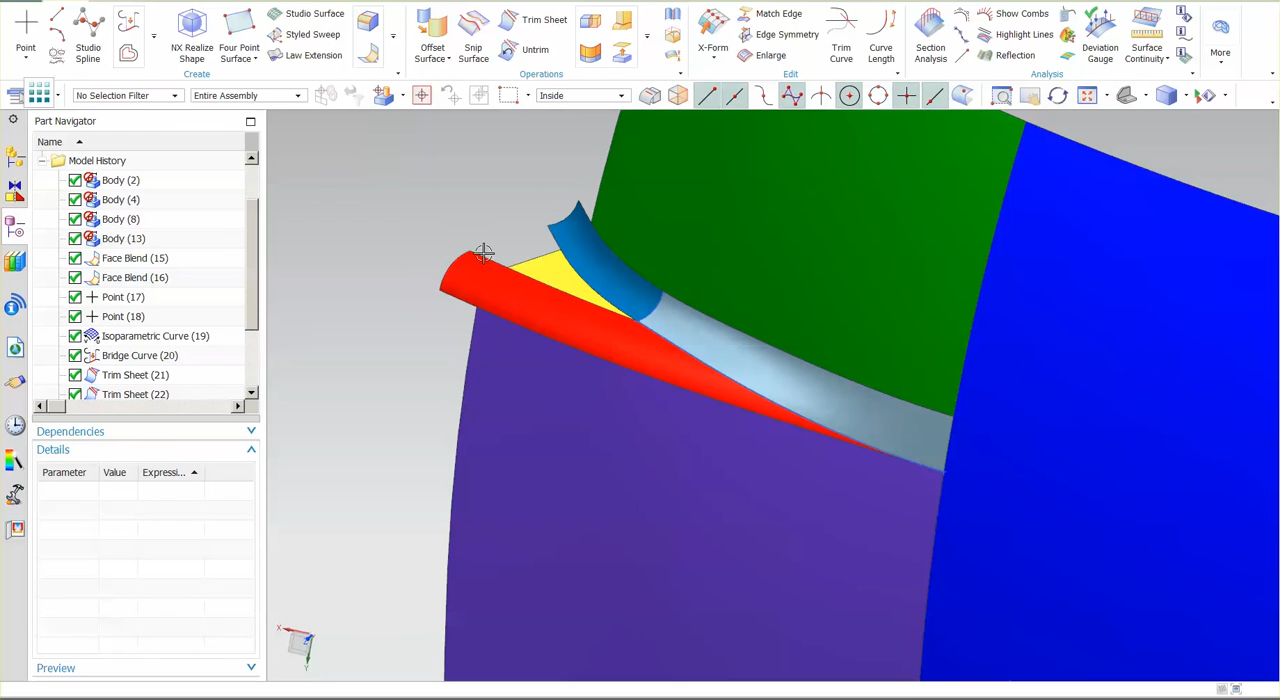 Point
Studio Spline
NX Realize Shape
Four Point Surface
Studio Surface
Styled Sweep
Law Extension
Create
Offset Surface
Snip Surface
Trim Sheet
Untrim
Operations
X-Form
Match Edge
Edge Symmetry
Enlarge
Trim Curve
Curve Length
Edit
Section Analysis
Show Combs
Highlight Lines
Reflection
Deviation Gauge
Surface Continuity
Analysis
More
No Selection Filter
Entire Assembly
Inside
Part Navigator
Name
Model History
Body (2)
Body (4)
Body (8)
Body (13)
Face Blend (15)
Face Blend (16)
Point (17)
Point (18)
Isoparametric Curve (19)
Bridge Curve (20)
Trim Sheet (21)
Trim Sheet (22)
Dependencies
Details
Parameter Value Expressi...
Preview
X
Y